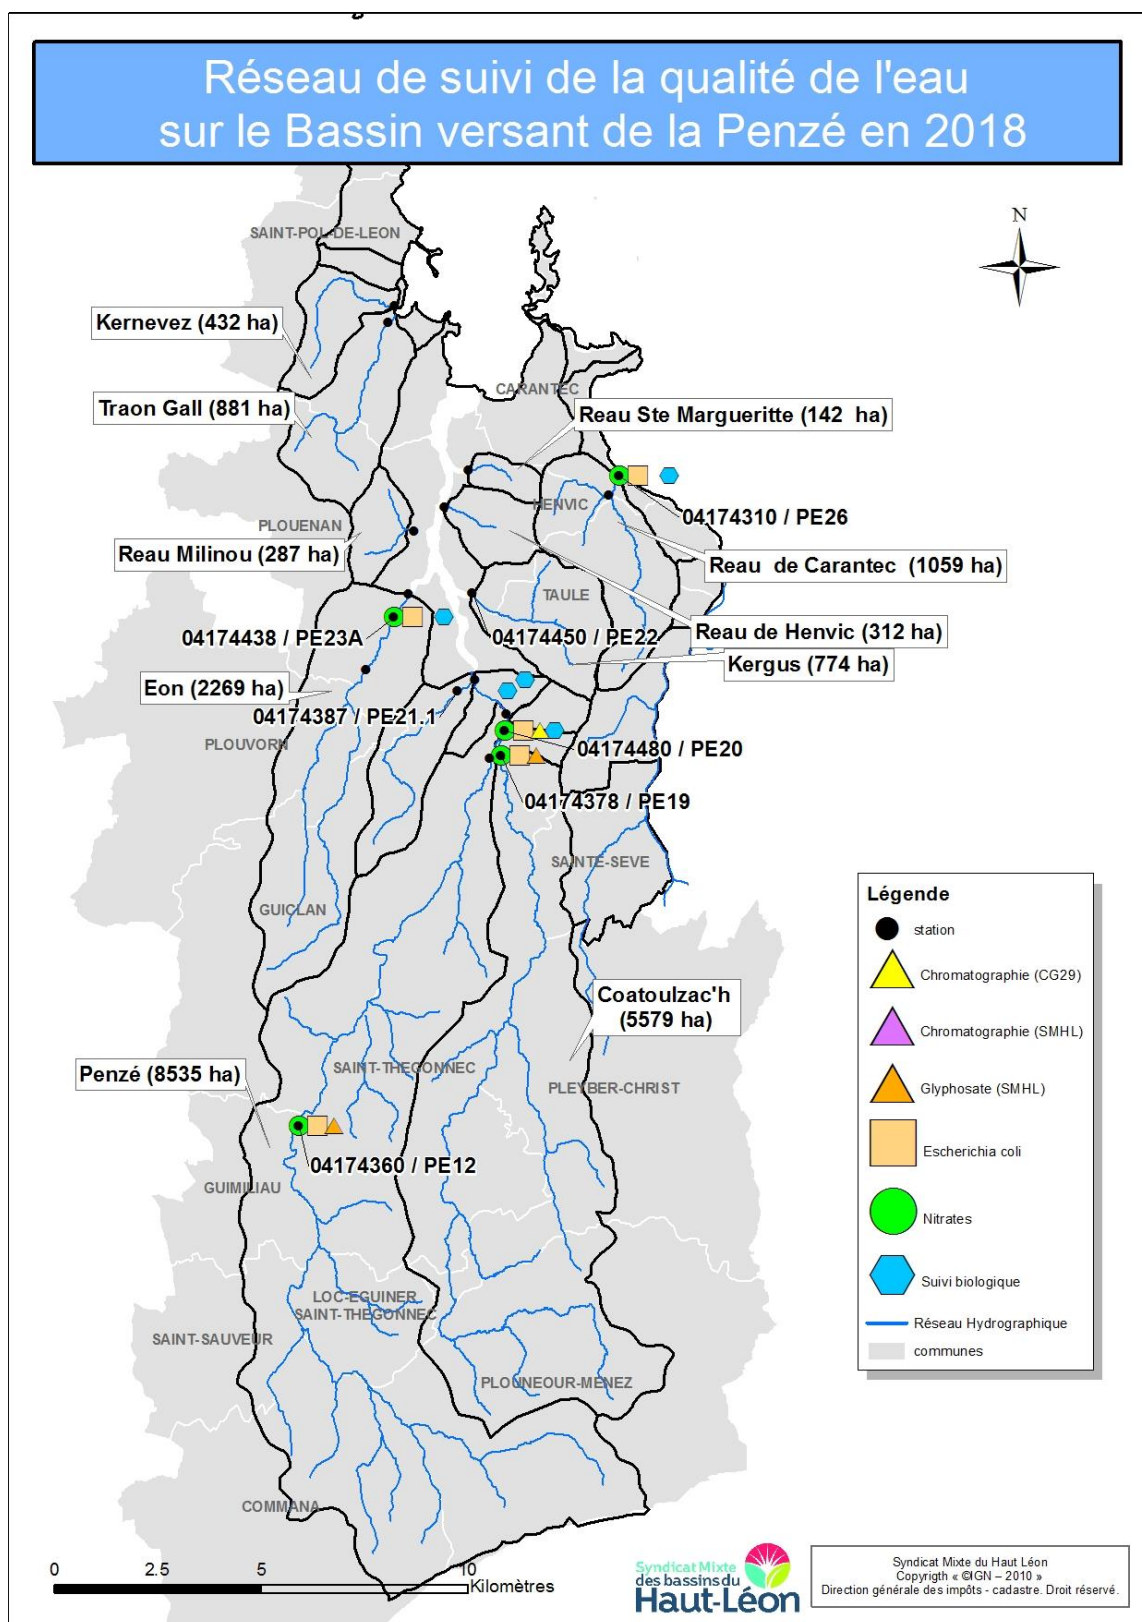 Réseau de suivi de la qualité de l'eau
sur le Bassin versant de la Penzé en 2018
N
SAINT-POL-DE-LEON
Kernevez (432 ha)
CARANTEC
Traon Gall (881 ha)
Reau Ste Margueritte (142 ha)
HENVIC
04174310 / PE26
PLOUENAN
Reau Milinou (287 ha)
Reau de Carantec (1059 ha)
TAULE
04174438 / PE23A
04174450 / PE22
Reau de Henvic (312 ha)
Kergus (774 ha)
Eon (2269 ha)
04174387 / PE21.1
PLOUVORN
04174480 / PE20
04174378 / PE19
SAINTE-SEVE
GUICLAN
Coatoulzac'h
(5579 ha)
SAINT-THEGONNEC
Penzé (8535 ha)
PLEYBER-CHRIST
04174360 / PE12
GUIMILIAU
LOC-EGUINER
SAINT-THEGONNEC
SAINT-SAUVEUR
PLOUNEOUR-MENEZ
COMMANA
Légende
station
Chromatographie (CG29)
Chromatographie (SMHL)
Glyphosate (SMHL)
Escherichia coli
Nitrates
Suivi biologique
Réseau Hydrographique
communes
0 2.5 5 10
Kilomètres
Syndicat Mixte
des bassins du
Haut-Léon
Syndicat Mixte du Haut Léon
Copyrigth « ©IGN – 2010 »
Direction générale des impôts - cadastre. Droit réservé.